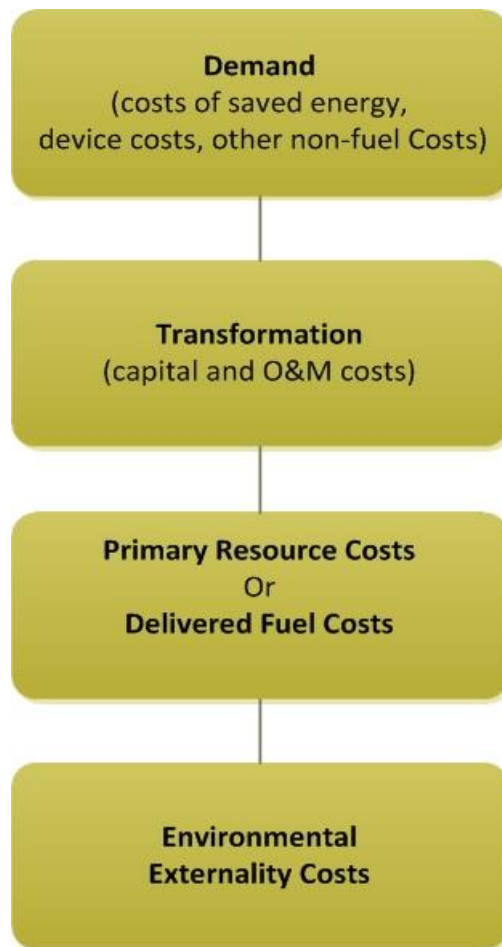 Demand
(costs of saved energy,
device costs, other non-fuel Costs)
Transformation
(capital and O&M costs)
Primary Resource Costs
Or
Delivered Fuel Costs
Environmental
Externality Costs